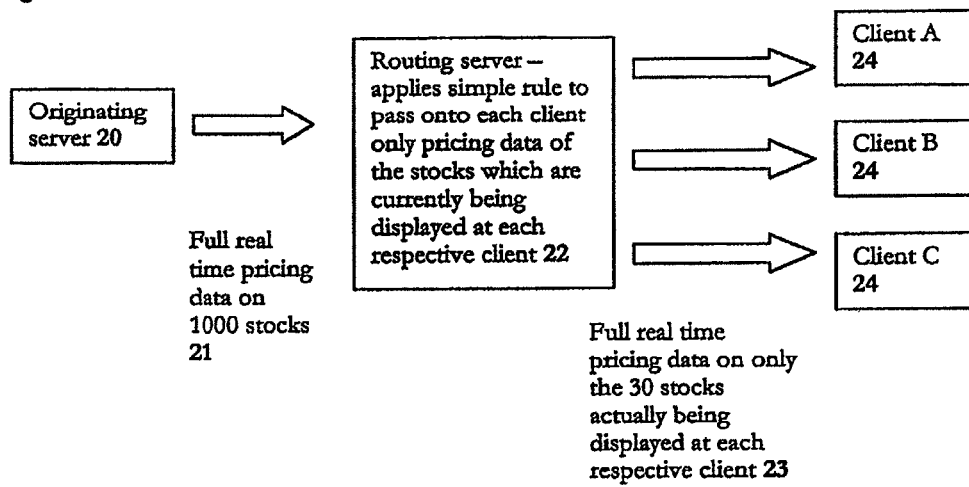 Originating
server 20
Full real
time pricing
data on
1000 stocks
21
Routing server –
applies simple rule to
pass onto each client
only pricing data of
the stocks which are
currently being
displayed at each
respective client 22
Full real time
pricing data on only
the 30 stocks
actually being
displayed at each
respective client 23
Client A
24
Client B
24
Client C
24